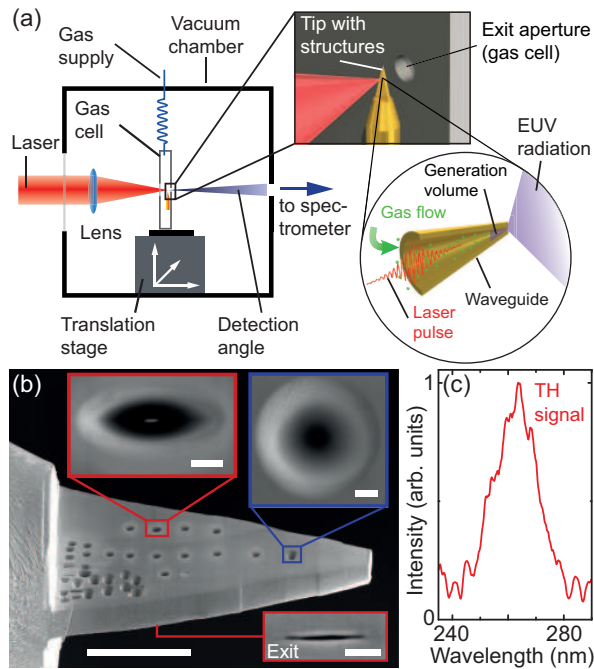 (a)
Gas
supply
Vacuum
chamber
Tip with
structures
Exit aperture
(gas cell)
Gas
cell
Laser
Lens
to spec-
trometer
Translation
stage
Detection
angle
EUV
radiation
Generation
volume
Gas flow
Waveguide
Laser
pulse
(b)
Exit
(c)
TH
signal
Intensity (arb. units)
1
0
240
260
280
Wavelength (nm)